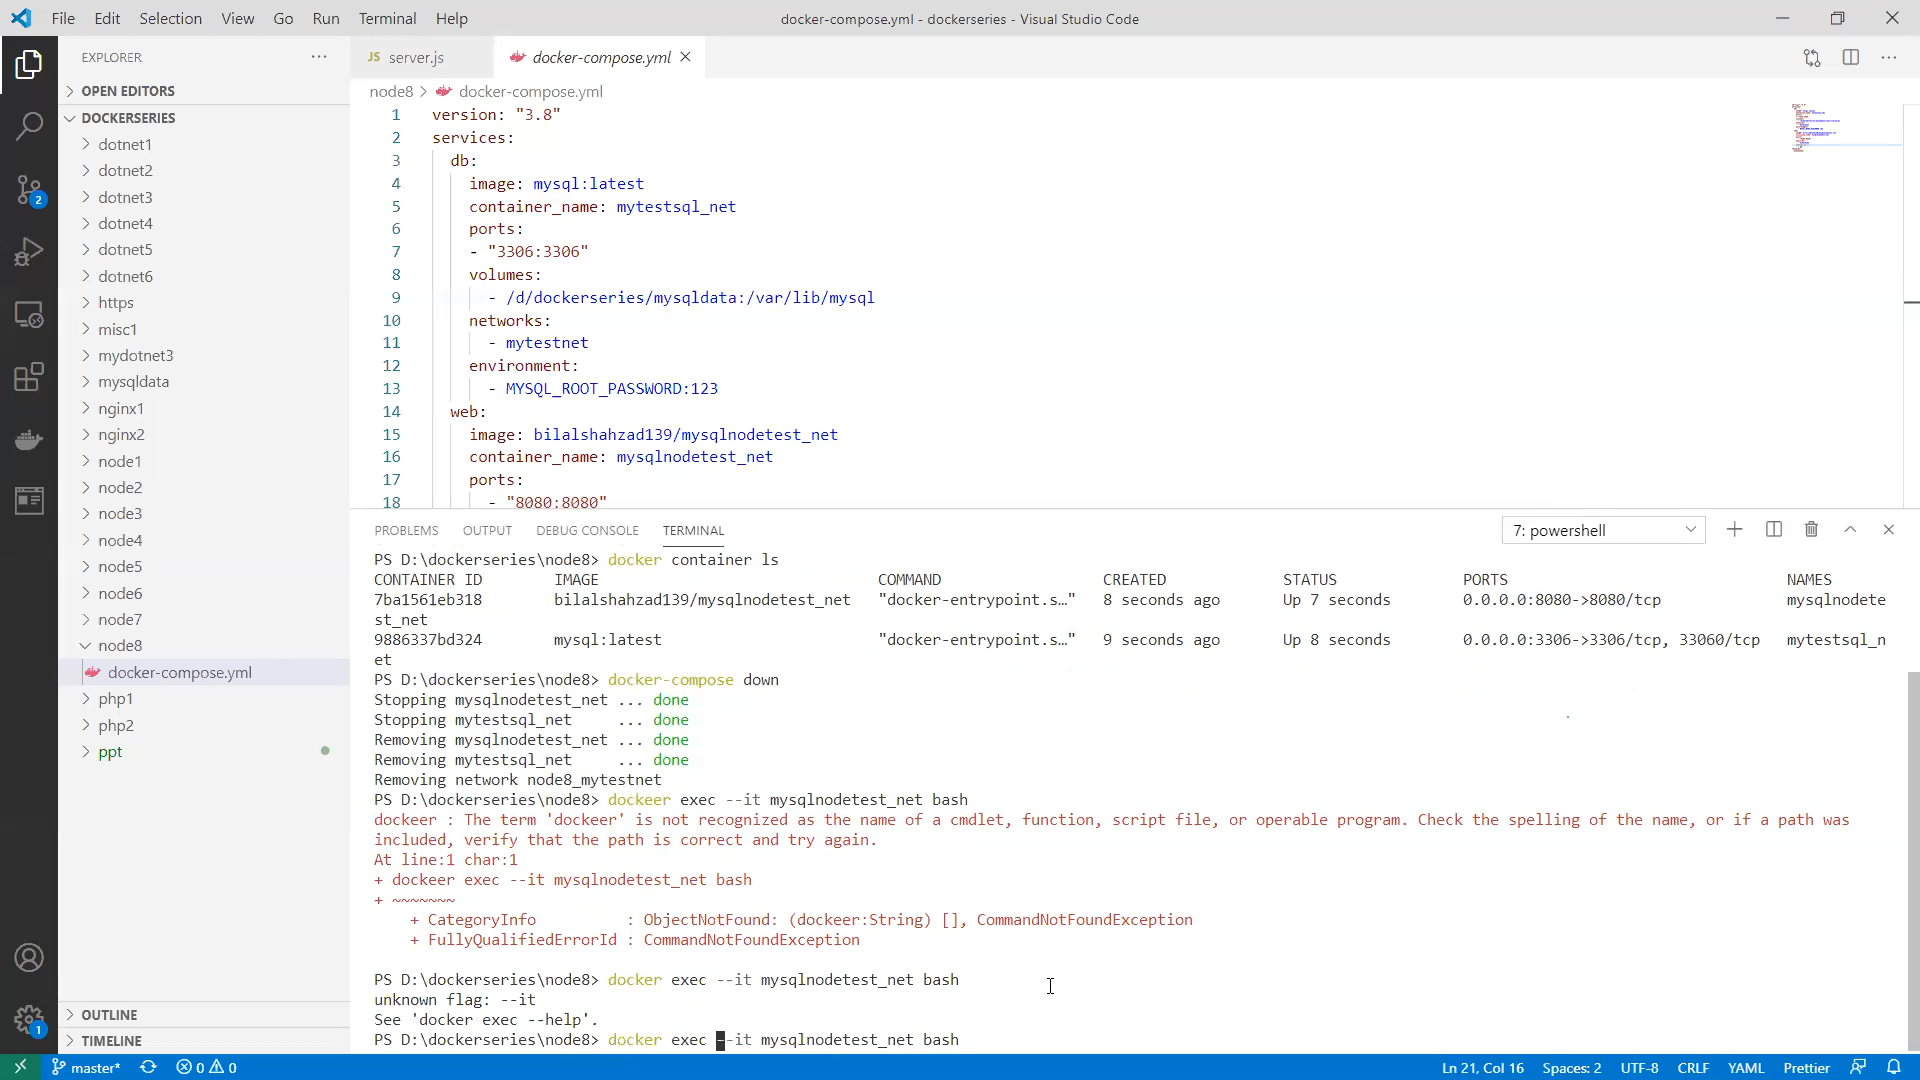 File Edit Selection View Go Run Terminal Help
docker-compose.yml - dockerseries - Visual Studio Code
EXPLORER
OPEN EDITORS
DOCKERSERIES
dotnet1
dotnet2
dotnet3
dotnet4
dotnet5
dotnet6
https
misc1
mydotnet3
mysqldata
nginx1
nginx2
node1
node2
node3
node4
node5
node6
node7
node8
docker-compose.yml
php1
php2
ppt
OUTLINE
TIMELINE
2
1
JS server.js
docker-compose.yml
node8 > docker-compose.yml
1 version: "3.8"
2 services:
3 db:
4 image: mysql:latest
5 container_name: mytestsql_net
6 ports:
7 - "3306:3306"
8 volumes:
9 - /d/dockerseries/mysqldata:/var/lib/mysql
10 networks:
11 - mytestnet
12 environment:
13 - MYSQL_ROOT_PASSWORD:123
14 web:
15 image: bilalshahzad139/mysqlnodetest_net
16 container_name: mysqlnodetest_net
17 ports:
18 - "8080:8080"
PROBLEMS OUTPUT DEBUG CONSOLE TERMINAL
7: powershell
PS D:\dockerseries\node8> docker container ls
CONTAINER ID IMAGE COMMAND CREATED STATUS PORTS NAMES
7ba1561eb318 bilalshahzad139/mysqlnodetest_net "docker-entrypoint.s…" 8 seconds ago Up 7 seconds 0.0.0.0:8080->8080/tcp mysqlnodete
st_net
9886337bd324 mysql:latest "docker-entrypoint.s…" 9 seconds ago Up 8 seconds 0.0.0.0:3306->3306/tcp, 33060/tcp mytestsql_n
et
PS D:\dockerseries\node8> docker-compose down
Stopping mysqlnodetest_net ... done
Stopping mytestsql_net ... done
Removing mysqlnodetest_net ... done
Removing mytestsql_net ... done
Removing network node8_mytestnet
PS D:\dockerseries\node8> dockeer exec --it mysqlnodetest_net bash
dockeer : The term 'dockeer' is not recognized as the name of a cmdlet, function, script file, or operable program. Check the spelling of the name, or if a path was
included, verify that the path is correct and try again.
At line:1 char:1
+ dockeer exec --it mysqlnodetest_net bash
+ ~~~~~~~
+ CategoryInfo : ObjectNotFound: (dockeer:String) [], CommandNotFoundException
+ FullyQualifiedErrorId : CommandNotFoundException
PS D:\dockerseries\node8> docker exec --it mysqlnodetest_net bash
unknown flag: --it
See 'docker exec --help'.
PS D:\dockerseries\node8> docker exec --it mysqlnodetest_net bash
master* 0 0
Ln 21, Col 16 Spaces: 2 UTF-8 CRLF YAML Prettier